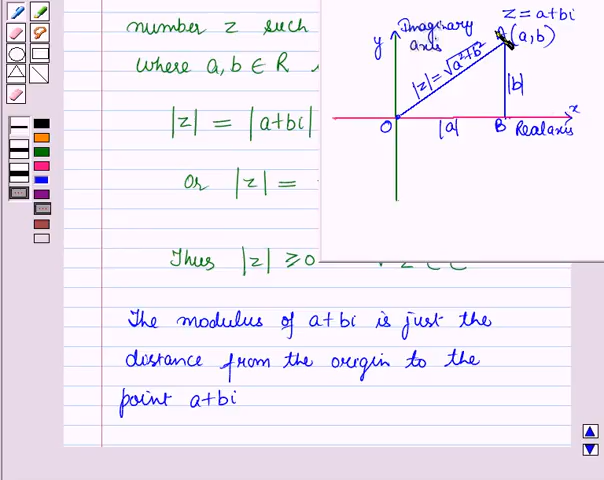 number z such
where a, b ∈ R
|z| = |a+bi|
or |z| =
Thus |z| ≥ 0
The modulus of a+bi is just the
distance from the origin to the
point a+bi
z = a+bi
Imaginary
axis
y
(a, b)
|z| = √a²+b²
|b|
x
O
|a|
B
Real axis